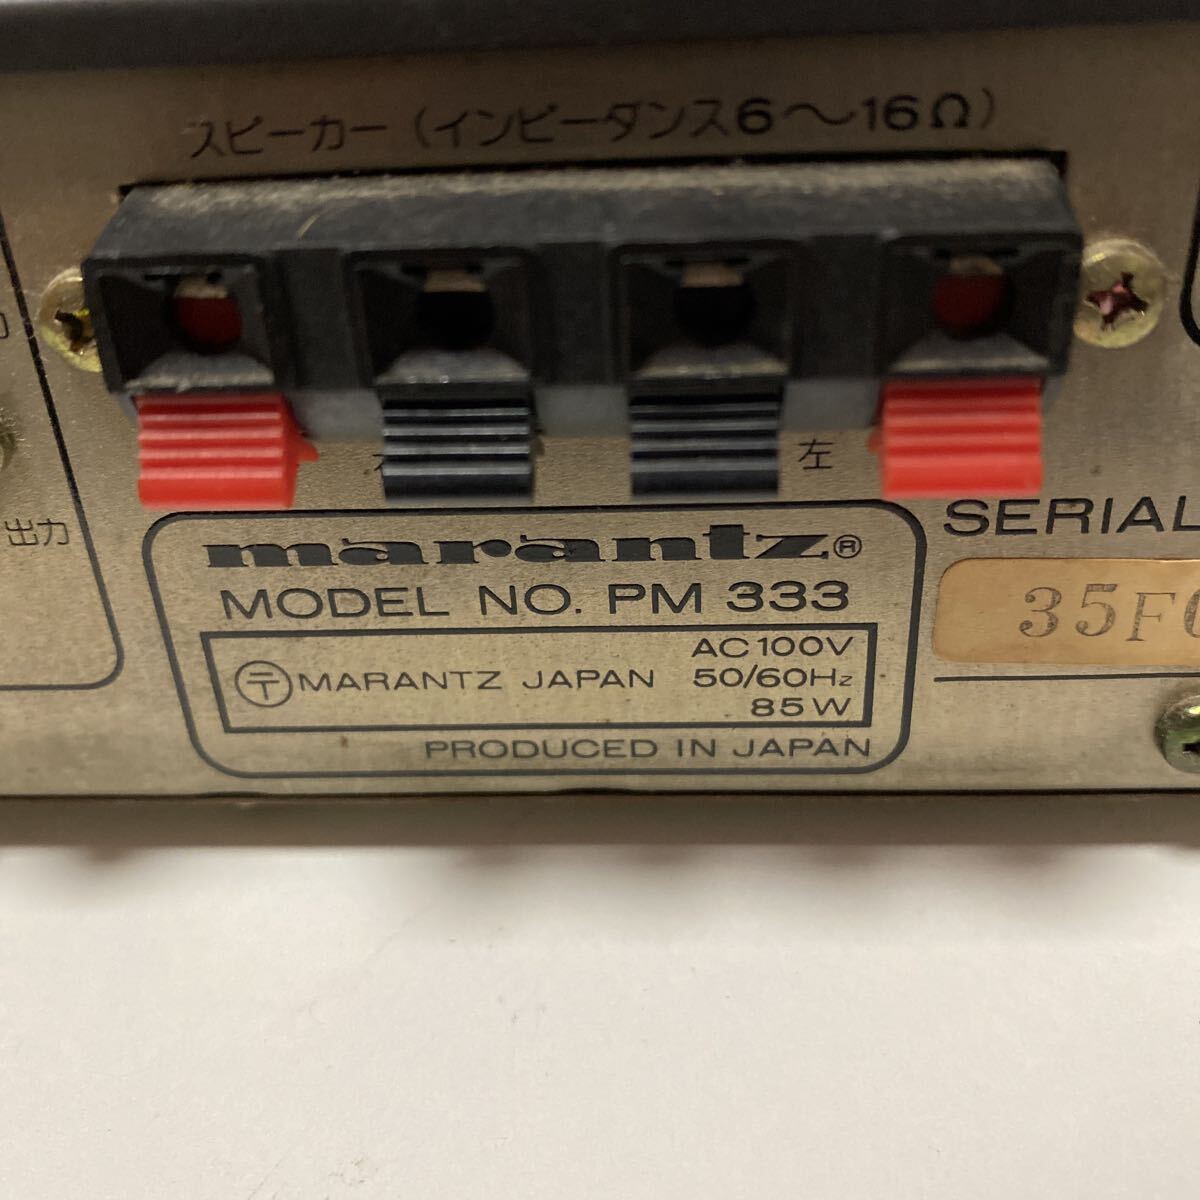 スピーカー（インピーダンス6～16Ω）
左
出力
marantz®
MODEL NO. PM 333
AC100V
〒 MARANTZ JAPAN 50/60Hz
85W
PRODUCED IN JAPAN
SERIAL
35F